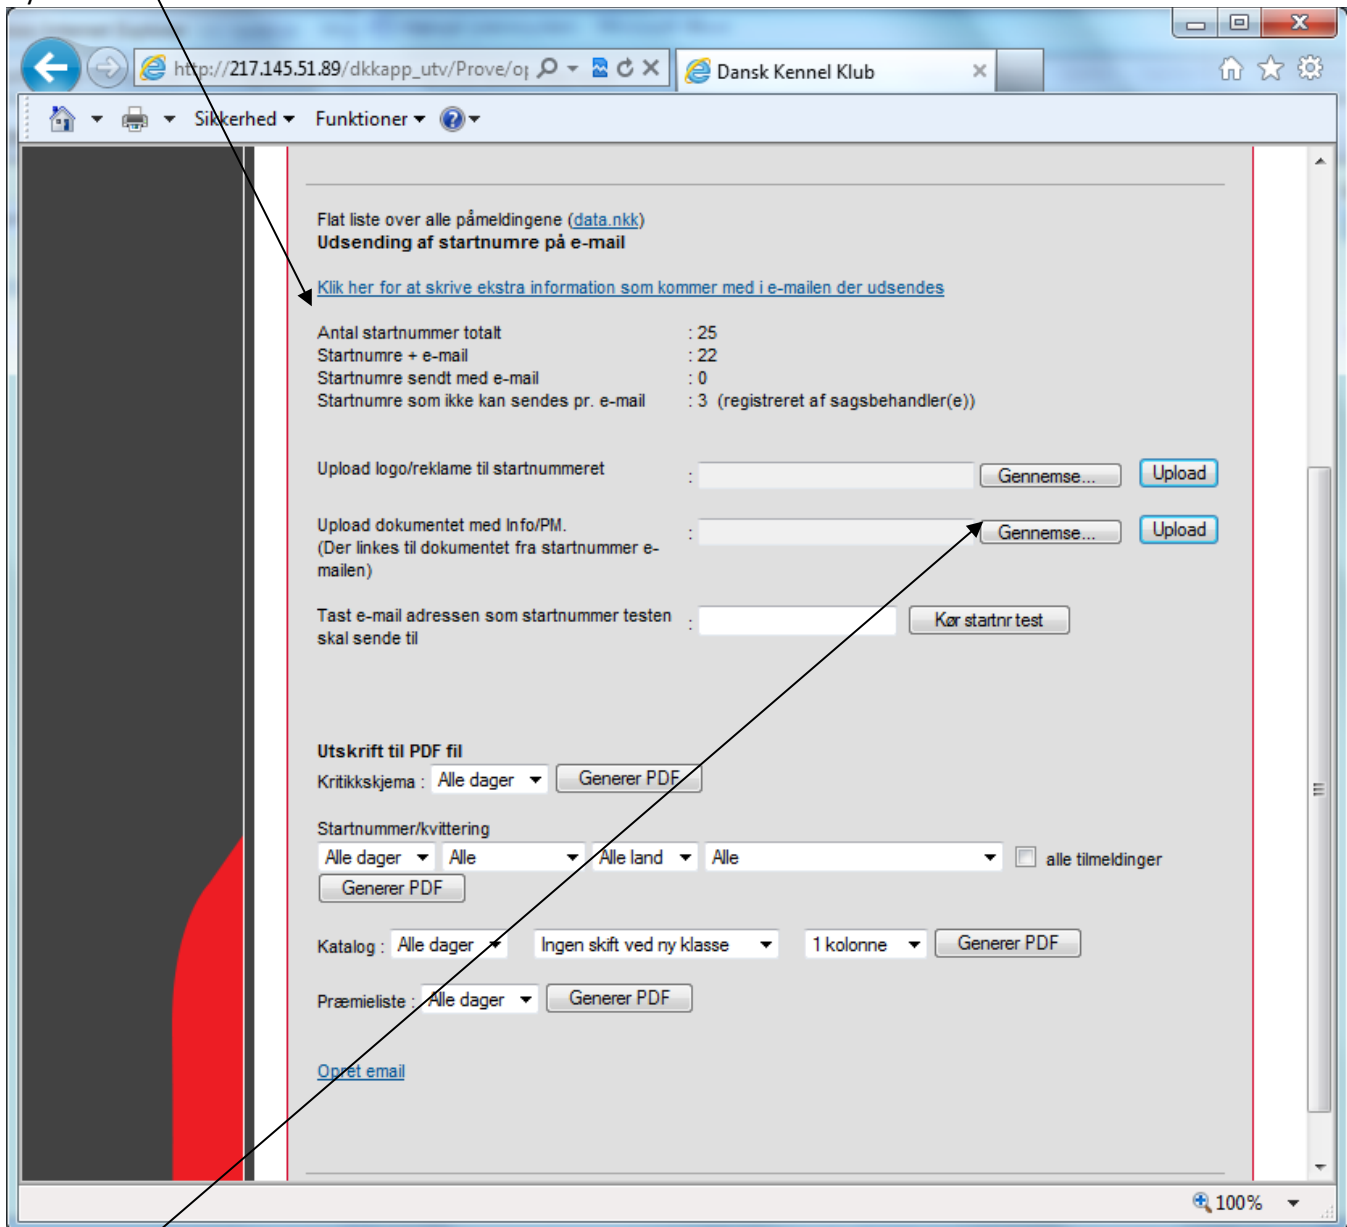 http://217.145.51.89/dkkapp_utv/Prove/o
Dansk Kennel Klub
Sikkerhed
Funktioner
Flat liste over alle påmeldingene (data.nkk)
Udsending af startnumre på e-mail
Klik her for at skrive ekstra information som kommer med i e-mailen der udsendes
Antal startnummer totalt : 25
Startnumre + e-mail : 22
Startnumre sendt med e-mail : 0
Startnumre som ikke kan sendes pr. e-mail : 3 (registreret af sagsbehandler(e))
Upload logo/reklame til startnummeret : Gennemse... Upload
Upload dokumentet med Info/PM. : Gennemse... Upload
(Der linkes til dokumentet fra startnummer e-
mailen)
Tast e-mail adressen som startnummer testen : Kør startnr test
skal sende til
Utskrift til PDF fil
Kritikkskjema : Alle dager Generer PDF
Startnummer/kvittering
Alle dager Alle Alle land Alle alle tilmeldinger
Generer PDF
Katalog : Alle dager Ingen skift ved ny klasse 1 kolonne Generer PDF
Præmieliste : Alle dager Generer PDF
Opret email
100%